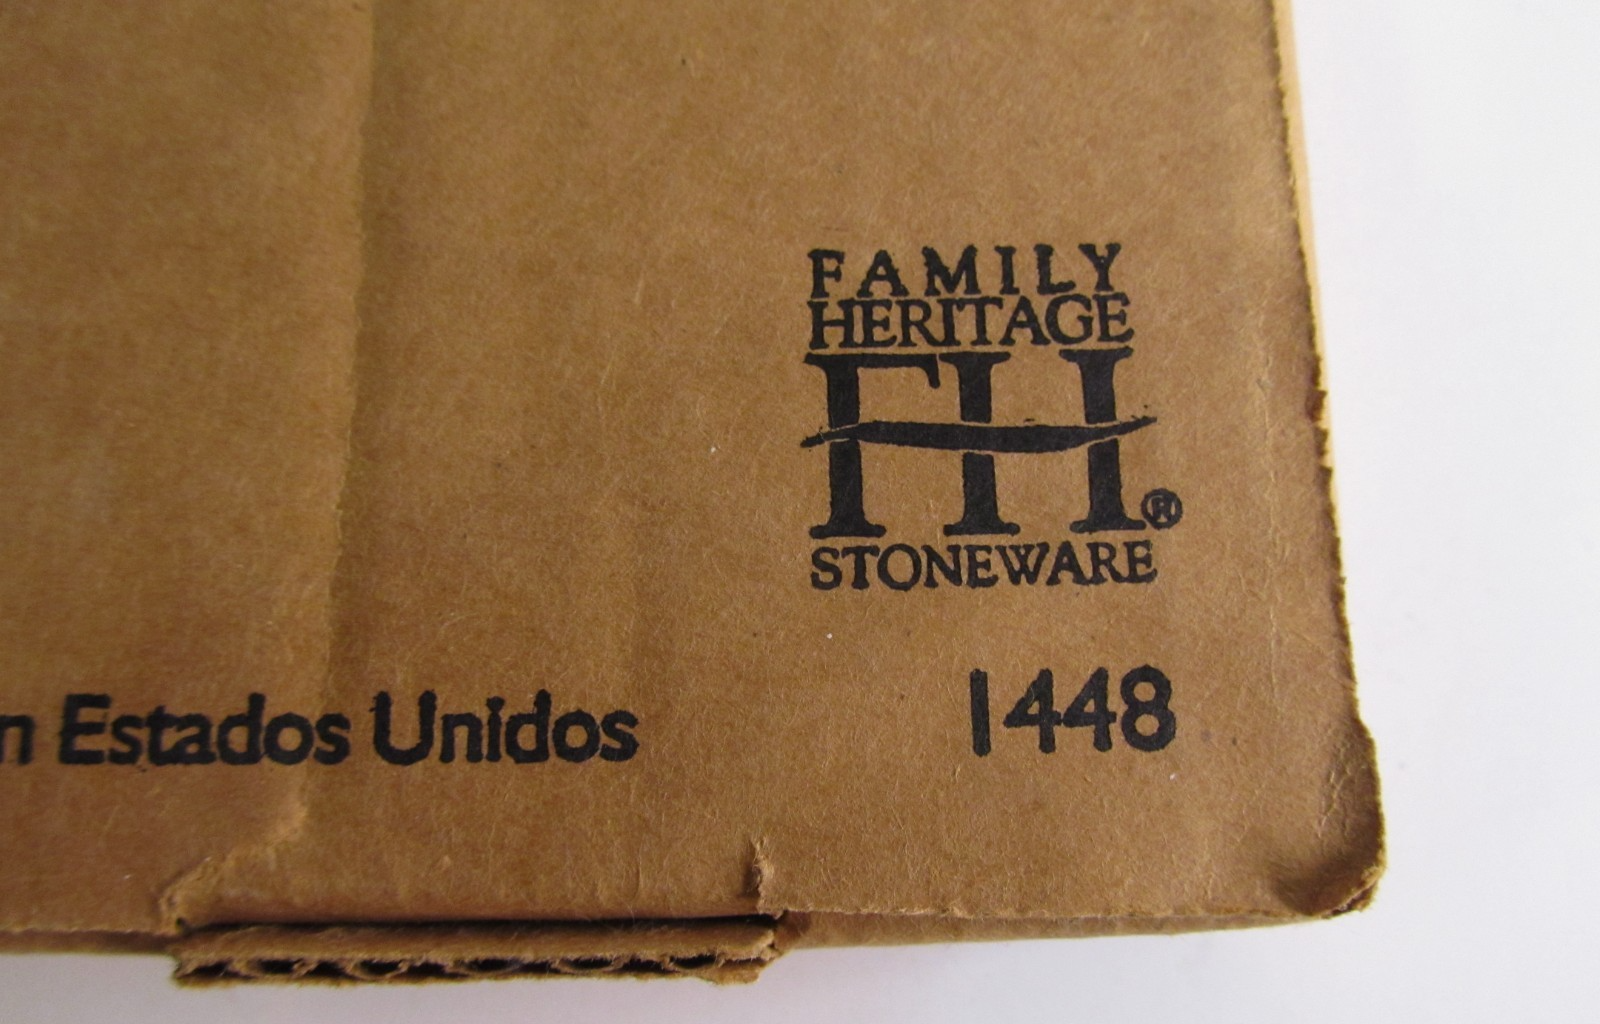 FAMILY
HERITAGE
FH®
STONEWARE
n Estados Unidos 1448